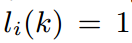 l_i(k) = 1